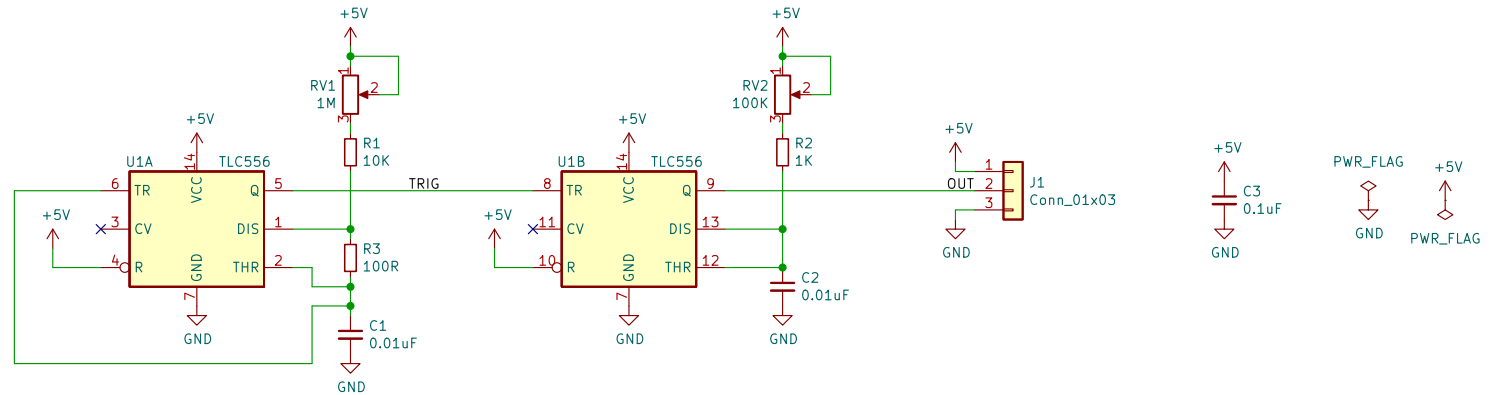 +5V
RV1
1M
1
2
3
R1
10K
+5V
U1A
TLC556
14
VCC
6
TR
Q
5
TRIG
+5V
3
CV
DIS
1
4
R
THR
2
GND
7
GND
R3
100R
C1
0.01uF
GND
+5V
RV2
100K
1
2
3
R2
1K
+5V
U1B
TLC556
14
VCC
8
TR
Q
9
OUT
+5V
11
CV
DIS
13
10
R
THR
12
GND
7
GND
C2
0.01uF
GND
+5V
1
2
3
J1
Conn_01x03
GND
+5V
C3
0.1uF
GND
PWR_FLAG
GND
+5V
PWR_FLAG